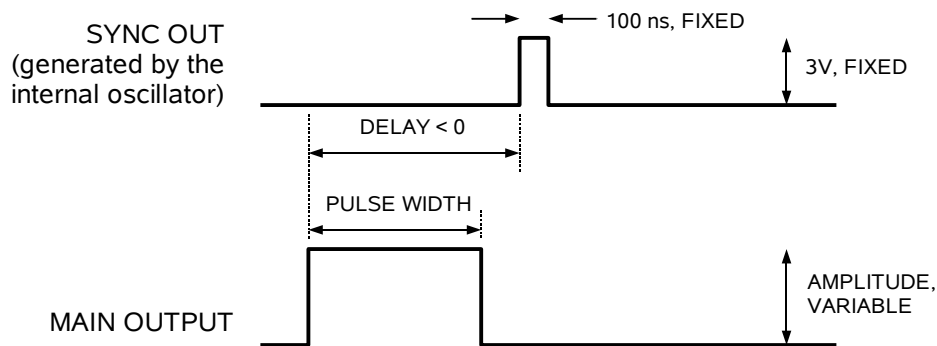 100 ns, FIXED
SYNC OUT
(generated by the
internal oscillator)
3V, FIXED
DELAY < 0
PULSE WIDTH
AMPLITUDE,
VARIABLE
MAIN OUTPUT